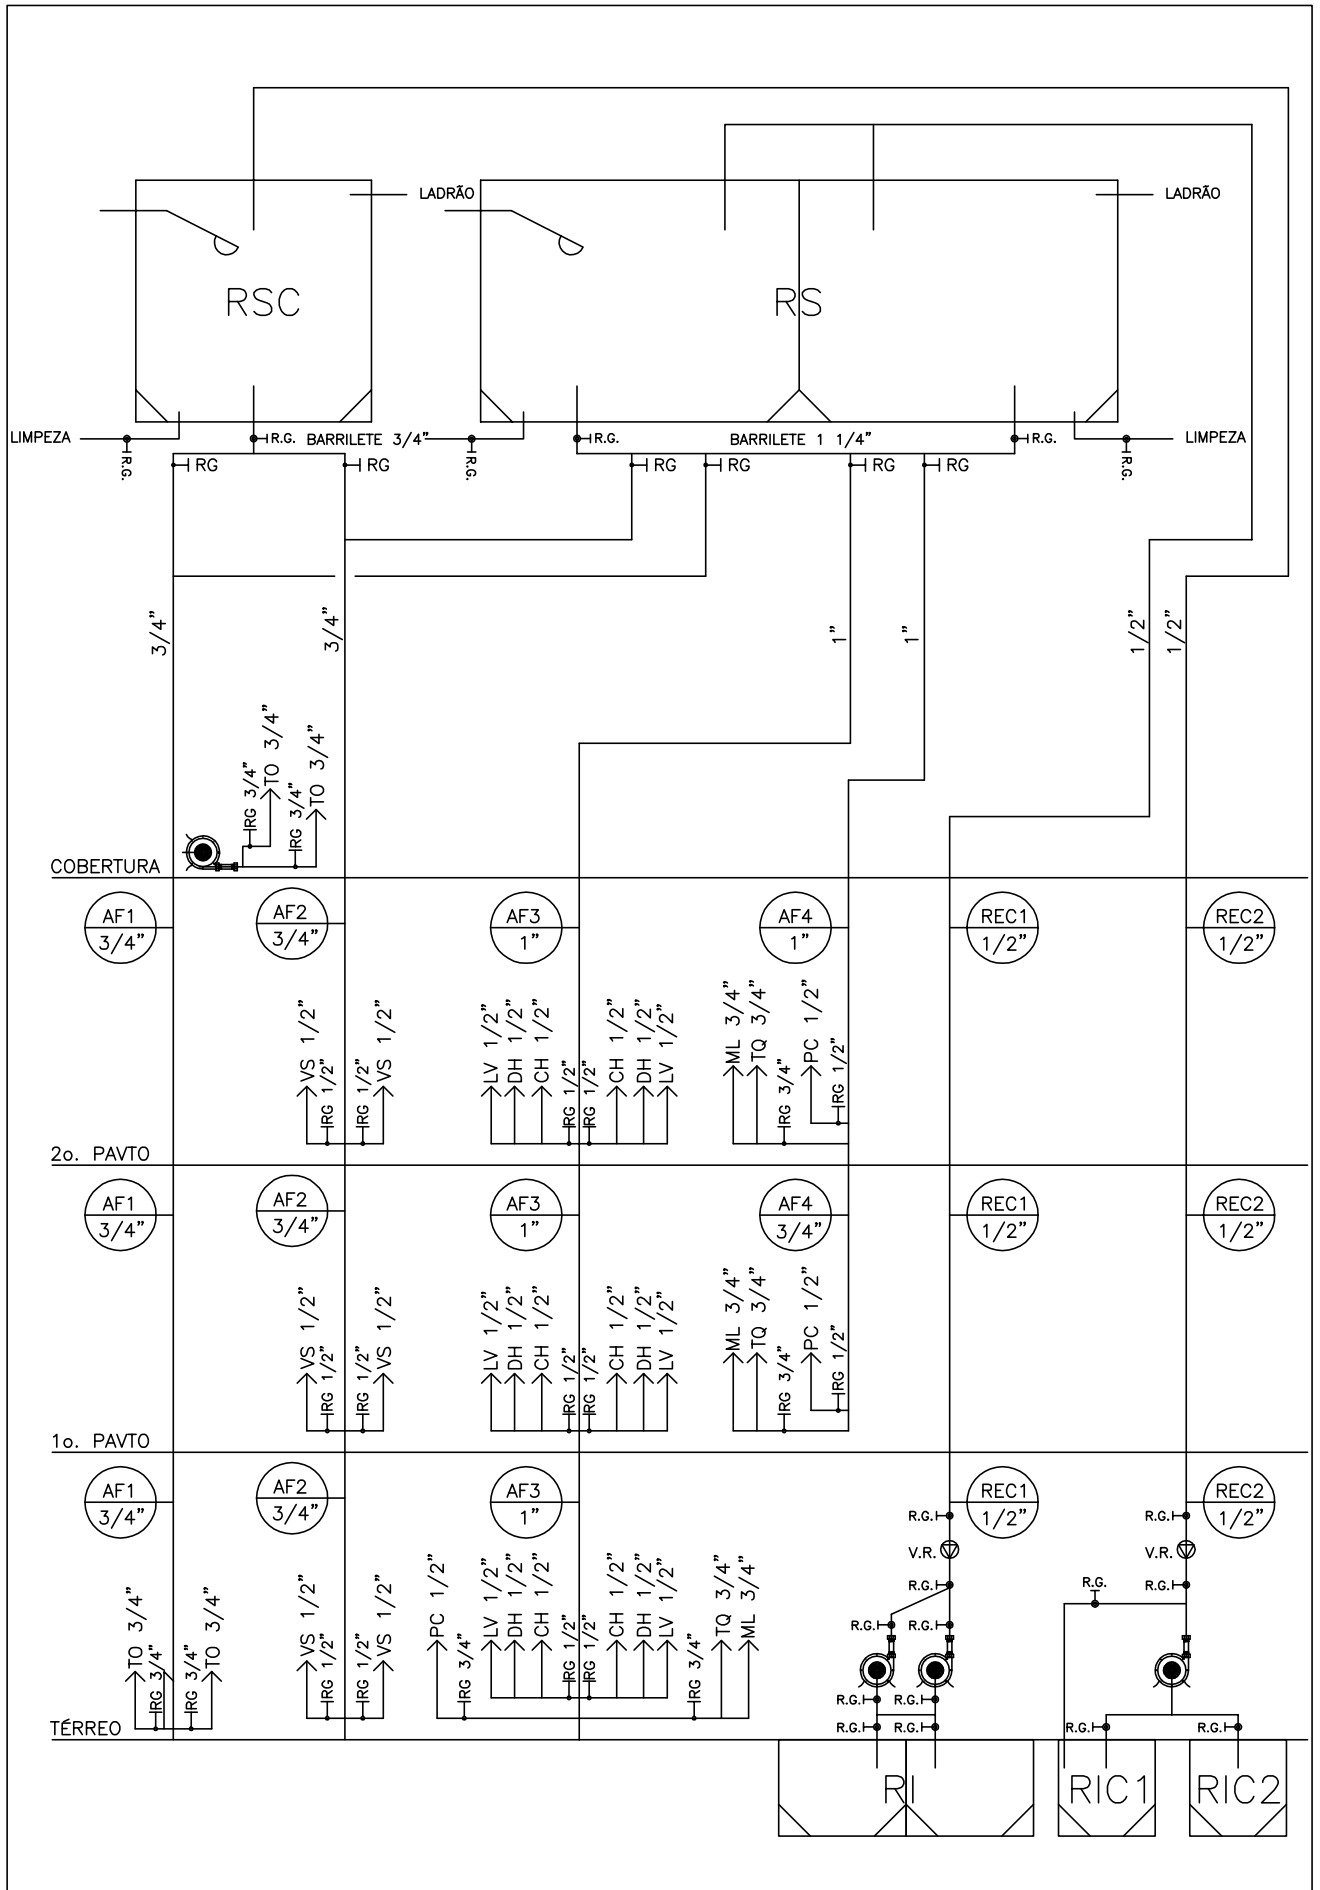 LADRÃO
LADRÃO
RSC
RS
LIMPEZA
R.G.
R.G.
BARRILETE 3/4"
R.G.
R.G.
BARRILETE 1 1/4"
R.G.
R.G.
LIMPEZA
RG
RG
RG
RG
RG
RG
3/4"
3/4"
1"
1"
1/2"
1/2"
RG 3/4"
TO 3/4"
RG 3/4"
TO 3/4"
COBERTURA
AF1
3/4"
AF2
3/4"
AF3
1"
AF4
1"
REC1
1/2"
REC2
1/2"
VS 1/2"
RG 1/2"
RG 1/2"
VS 1/2"
LV 1/2"
DH 1/2"
CH 1/2"
RG 1/2"
RG 1/2"
CH 1/2"
DH 1/2"
LV 1/2"
ML 3/4"
TQ 3/4"
RG 3/4"
PC 1/2"
RG 1/2"
2o. PAVTO
AF1
3/4"
AF2
3/4"
AF3
1"
AF4
3/4"
REC1
1/2"
REC2
1/2"
VS 1/2"
RG 1/2"
RG 1/2"
VS 1/2"
LV 1/2"
DH 1/2"
CH 1/2"
RG 1/2"
RG 1/2"
CH 1/2"
DH 1/2"
LV 1/2"
ML 3/4"
TQ 3/4"
RG 3/4"
PC 1/2"
RG 1/2"
1o. PAVTO
AF1
3/4"
AF2
3/4"
AF3
1"
REC1
1/2"
REC2
1/2"
TO 3/4"
RG 3/4"
RG 3/4"
TO 3/4"
VS 1/2"
RG 1/2"
RG 1/2"
VS 1/2"
PC 1/2"
RG 3/4"
LV 1/2"
DH 1/2"
CH 1/2"
RG 1/2"
RG 1/2"
CH 1/2"
DH 1/2"
LV 1/2"
RG 3/4"
TQ 3/4"
ML 3/4"
R.G.
V.R.
R.G.
R.G.
R.G.
R.G.
R.G.
R.G.
R.G.
R.G.
V.R.
R.G.
R.G.
R.G.
R.G.
TÉRREO
RI
RIC1
RIC2